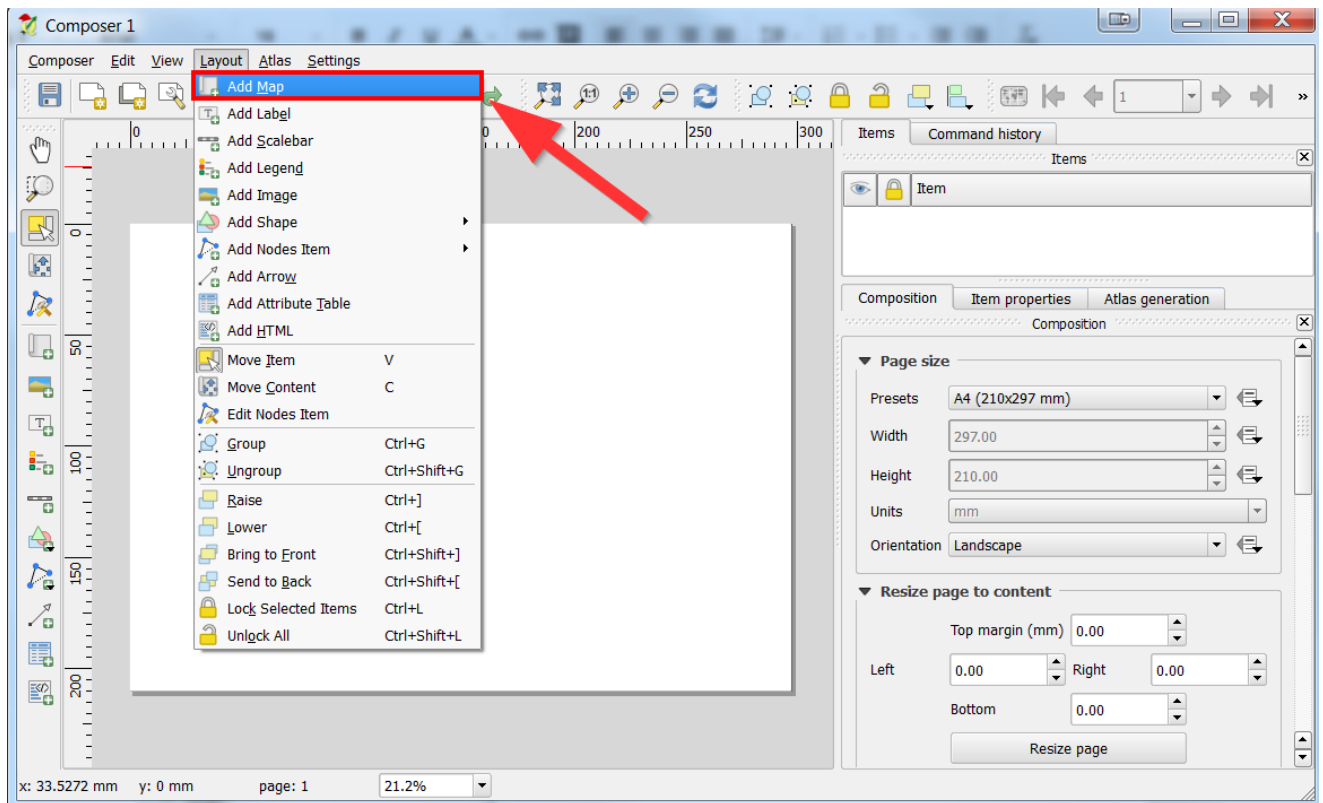 Composer 1
Composer Edit View Layout Atlas Settings
1:1 1 »
Add Map
Add Label
Add Scalebar
Add Legend
Add Image
Add Shape
Add Nodes Item
Add Arrow
Add Attribute Table
Add HTML
Move Item V
Move Content C
Edit Nodes Item
Group Ctrl+G
Ungroup Ctrl+Shift+G
Raise Ctrl+]
Lower Ctrl+[
Bring to Front Ctrl+Shift+]
Send to Back Ctrl+Shift+[
Lock Selected Items Ctrl+L
Unlock All Ctrl+Shift+L
0 0 200 250 300
0
50
100
150
200
Items Command history
Items
Item
Composition Item properties Atlas generation
Composition
Page size
Presets A4 (210x297 mm)
Width 297.00
Height 210.00
Units mm
Orientation Landscape
Resize page to content
Top margin (mm) 0.00
Left 0.00 Right 0.00
Bottom 0.00
Resize page
x: 33.5272 mm y: 0 mm page: 1 21.2%